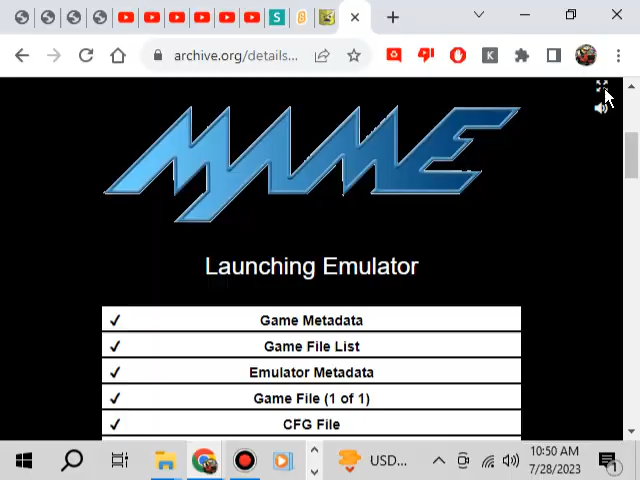 S
archive.org/details...
K
MAME
Launching Emulator
✓ Game Metadata
✓ Game File List
✓ Emulator Metadata
✓ Game File (1 of 1)
✓ CFG File
USD...
10:50 AM
7/28/2023
1